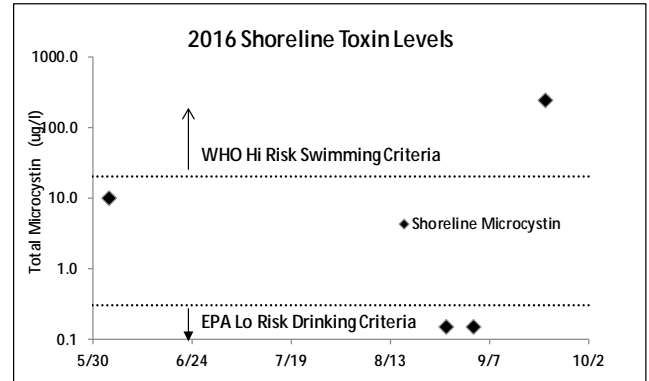 2016 Shoreline Toxin Levels
Total Microcystin (ug/l)
1000.0
100.0
10.0
1.0
0.1
WHO Hi Risk Swimming Criteria
Shoreline Microcystin
EPA Lo Risk Drinking Criteria
5/30 6/24 7/19 8/13 9/7 10/2